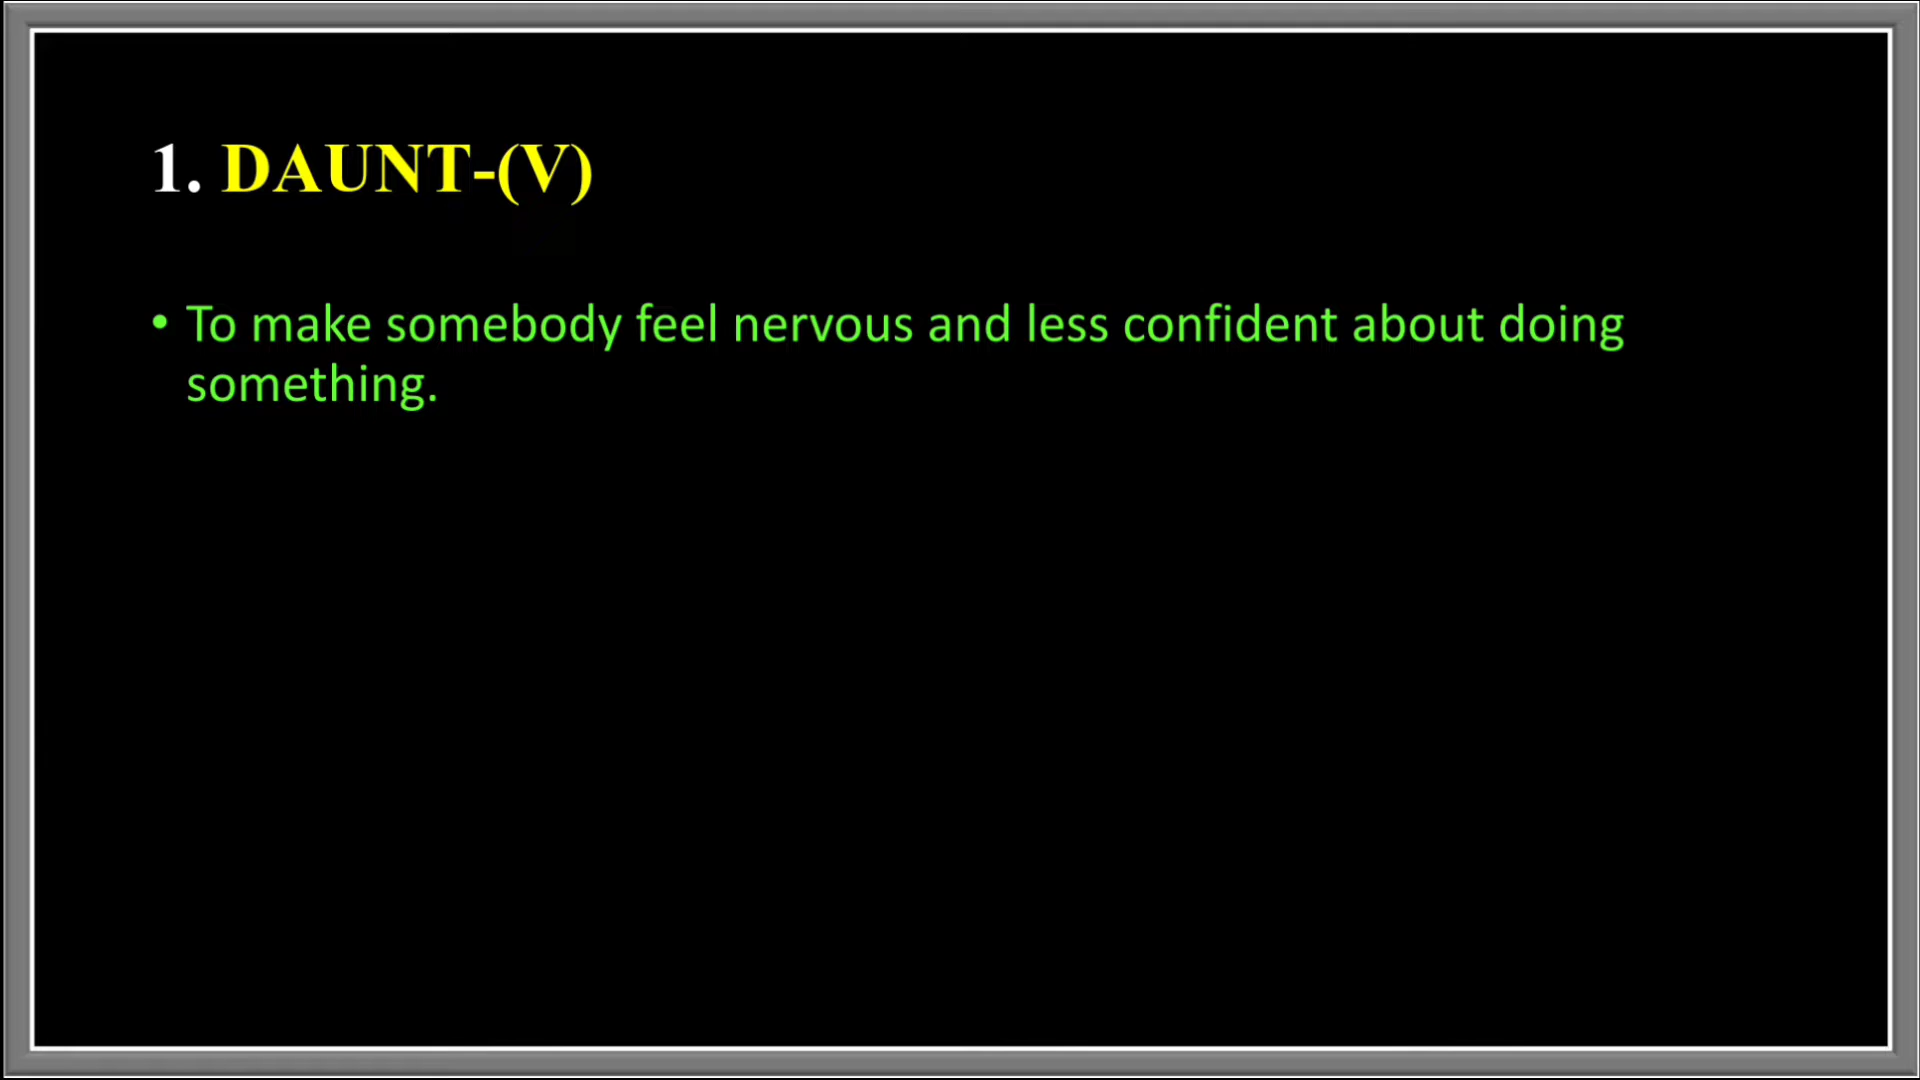 1. DAUNT-(V)
• To make somebody feel nervous and less confident about doing
something.